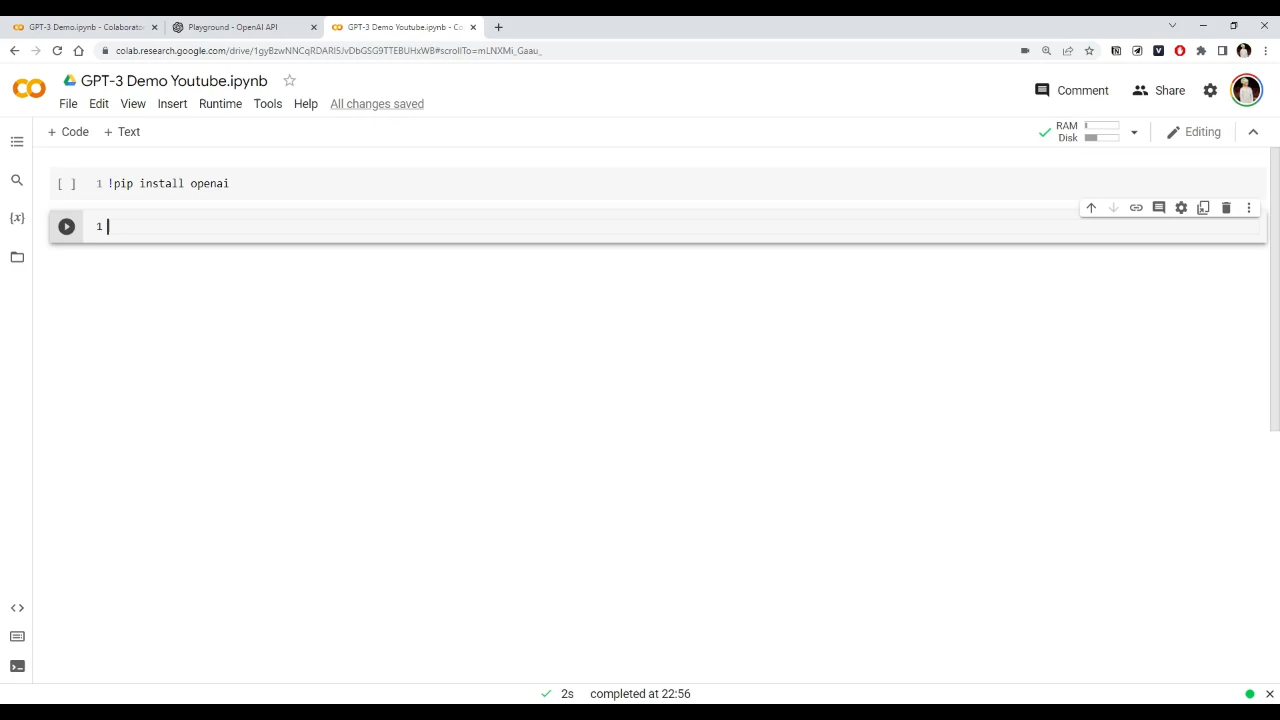 GPT-3 Demo.ipynb - Colaborato
Playground - OpenAI API
GPT-3 Demo Youtube.ipynb - Co
colab.research.google.com/drive/1gyBzwNNCqRDARISJvDbGSG9TTEBUHxWB#scrollTo=mLNXMi_Gaau_
GPT-3 Demo Youtube.ipynb
Comment
Share
File Edit View Insert Runtime Tools Help All changes saved
+ Code + Text
RAM
Disk
Editing
[ ] 1 !pip install openai
1
{x}
2s completed at 22:56